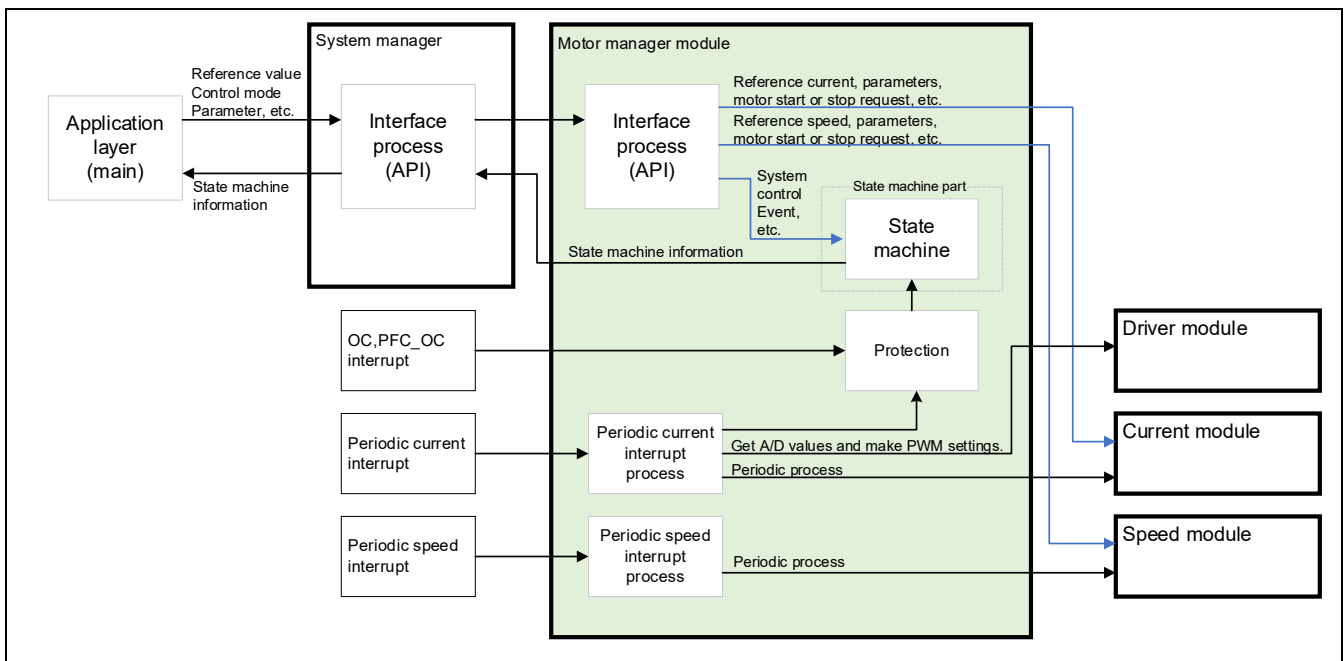 System manager
Motor manager module
Reference value
Control mode
Parameter, etc.
Application
layer
(main)
State machine
information
Interface
process
(API)
Interface
process
(API)
Reference current, parameters,
motor start or stop request, etc.
Reference speed, parameters,
motor start or stop request, etc.
System
control
Event,
etc.
State machine part
State
machine
State machine information
OC,PFC_OC
interrupt
Protection
Driver module
Periodic current
interrupt
Periodic current
interrupt
process
Get A/D values and make PWM settings.
Periodic process
Current module
Periodic speed
interrupt
Periodic speed
interrupt
process
Periodic process
Speed module